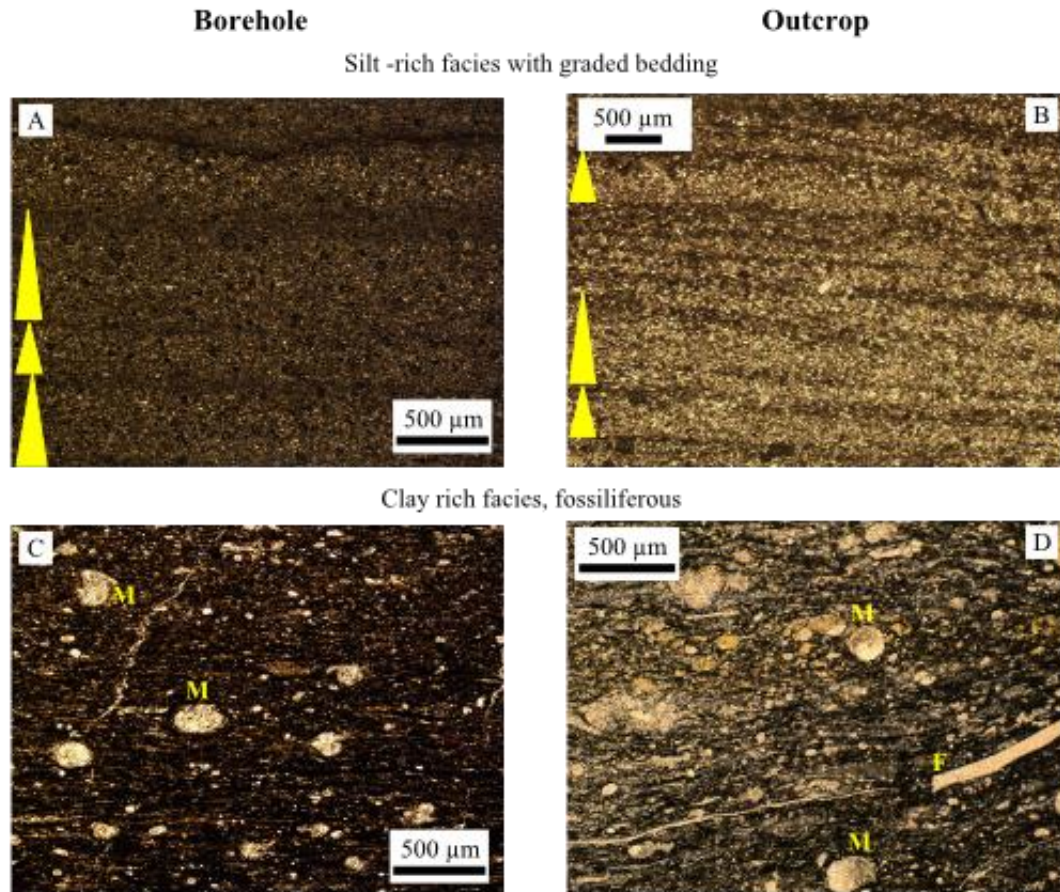 Borehole Outcrop
Silt -rich facies with graded bedding
A
500 µm
B
500 µm
Clay rich facies, fossiliferous
C
M
M
500 µm
500 µm
D
M
F
M